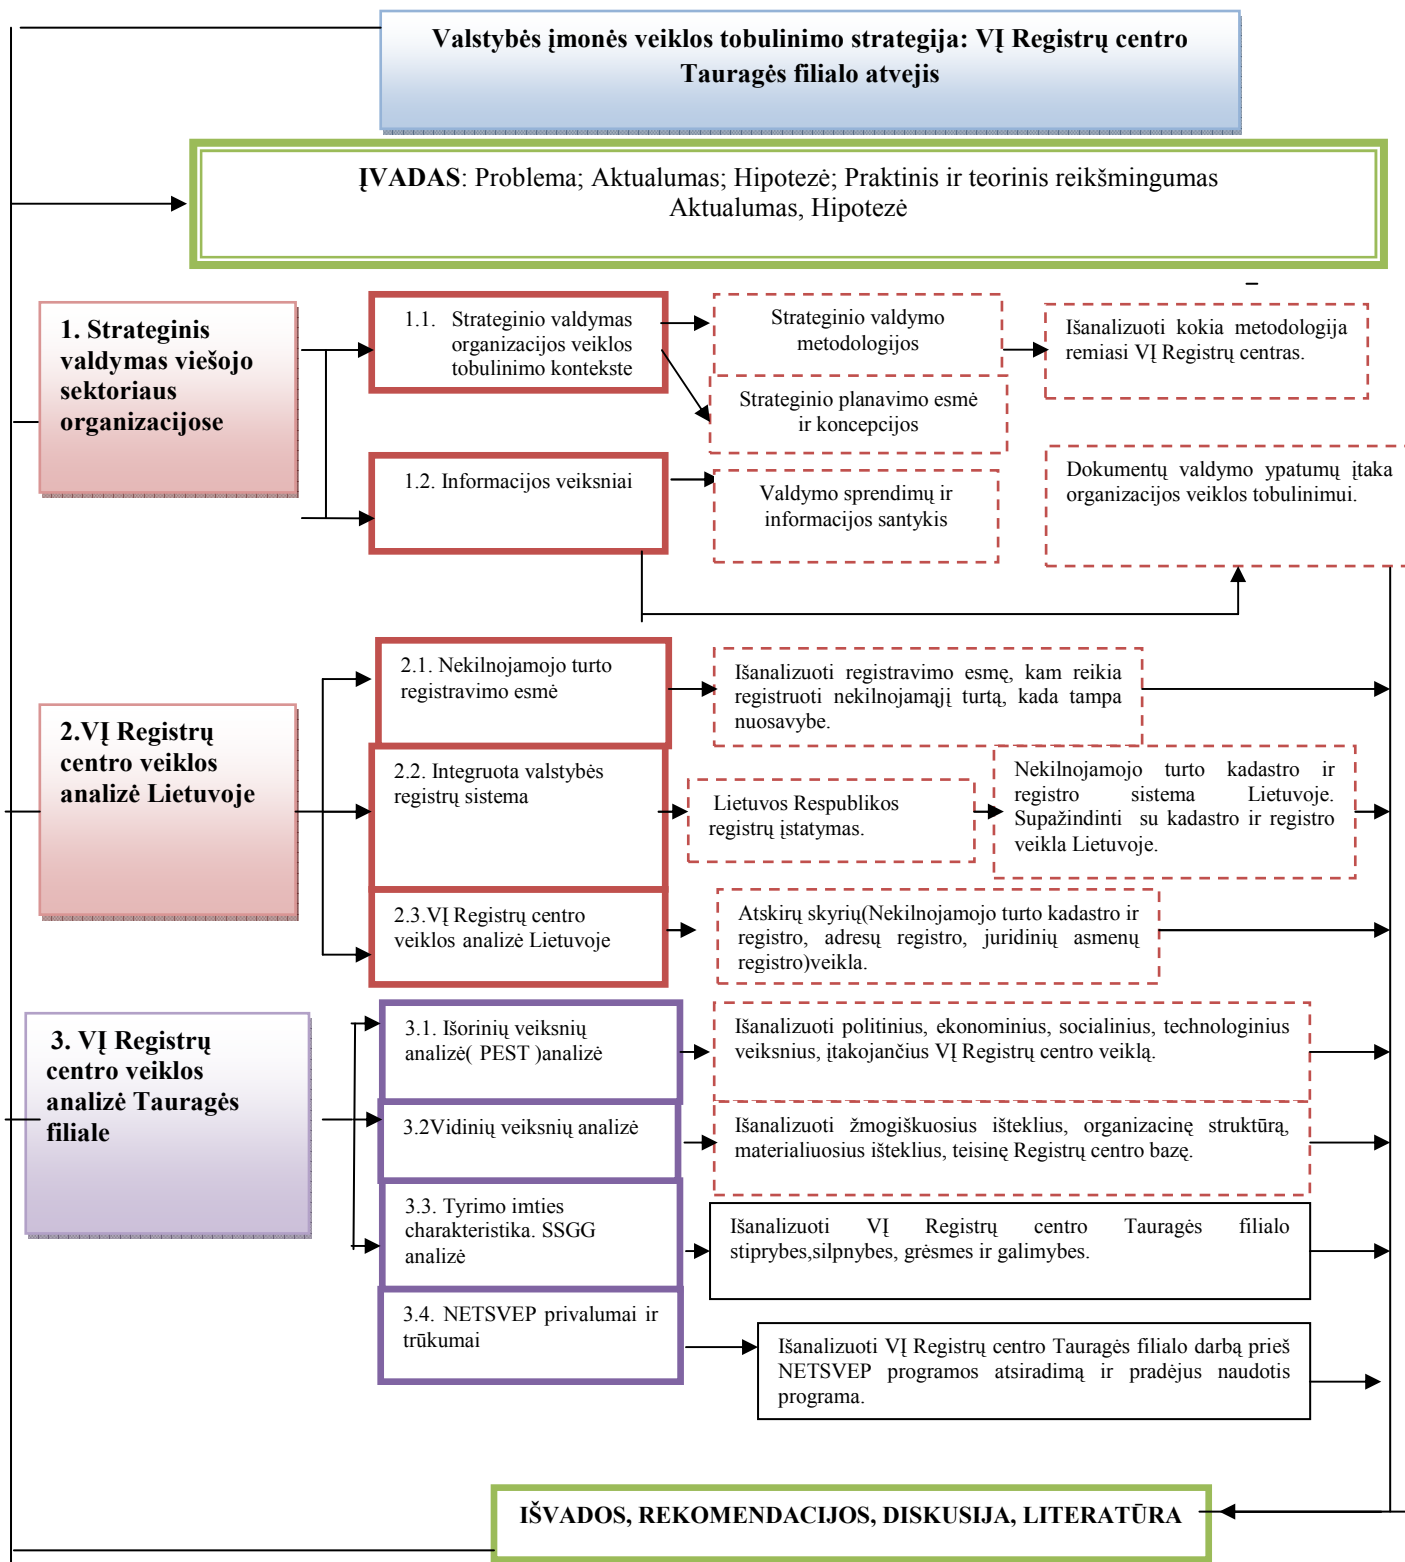 Valstybės įmonės veiklos tobulinimo strategija: VĮ Registrų centro
Tauragės filialo atvejis
ĮVADAS: Problema; Aktualumas; Hipotezė; Praktinis ir teorinis reikšmingumas
Aktualumas, Hipotezė
1. Strateginis
valdymas viešojo
sektoriaus
organizacijose
1.1. Strateginio valdymas
organizacijos veiklos
tobulinimo kontekste
Strateginio valdymo
metodologijos
Išanalizuoti kokia metodologija
remiasi VĮ Registrų centras.
Strateginio planavimo esmė
ir koncepcijos
1.2. Informacijos veiksniai
Valdymo sprendimų ir
informacijos santykis
Dokumentų valdymo ypatumų įtaka
organizacijos veiklos tobulinimui.
2.VĮ Registrų
centro veiklos
analizė Lietuvoje
2.1. Nekilnojamojo turto
registravimo esmė
Išanalizuoti registravimo esmę, kam reikia
registruoti nekilnojamąjį turtą, kada tampa
nuosavybe.
2.2. Integruota valstybės
registrų sistema
Lietuvos Respublikos
registrų įstatymas.
Nekilnojamojo turto kadastro ir
registro sistema Lietuvoje.
Supažindinti su kadastro ir registro
veikla Lietuvoje.
2.3.VĮ Registrų centro
veiklos analizė Lietuvoje
Atskirų skyrių(Nekilnojamojo turto kadastro ir
registro, adresų registro, juridinių asmenų
registro)veikla.
3. VĮ Registrų
centro veiklos
analizė Tauragės
filiale
3.1. Išorinių veiksnių
analizė( PEST )analizė
Išanalizuoti politinius, ekonominius, socialinius, technologinius
veiksnius, įtakojančius VĮ Registrų centro veiklą.
3.2Vidinių veiksnių analizė
Išanalizuoti žmogiškuosius išteklius, organizacinę struktūrą,
materialiuosius išteklius, teisinę Registrų centro bazę.
3.3. Tyrimo imties
charakteristika. SSGG
analizė
Išanalizuoti VĮ Registrų centro Tauragės filialo
stiprybes,silpnybes, grėsmes ir galimybes.
3.4. NETSVEP privalumai ir
trūkumai
Išanalizuoti VĮ Registrų centro Tauragės filialo darbą prieš
NETSVEP programos atsiradimą ir pradėjus naudotis
programa.
IŠVADOS, REKOMENDACIJOS, DISKUSIJA, LITERATŪRA